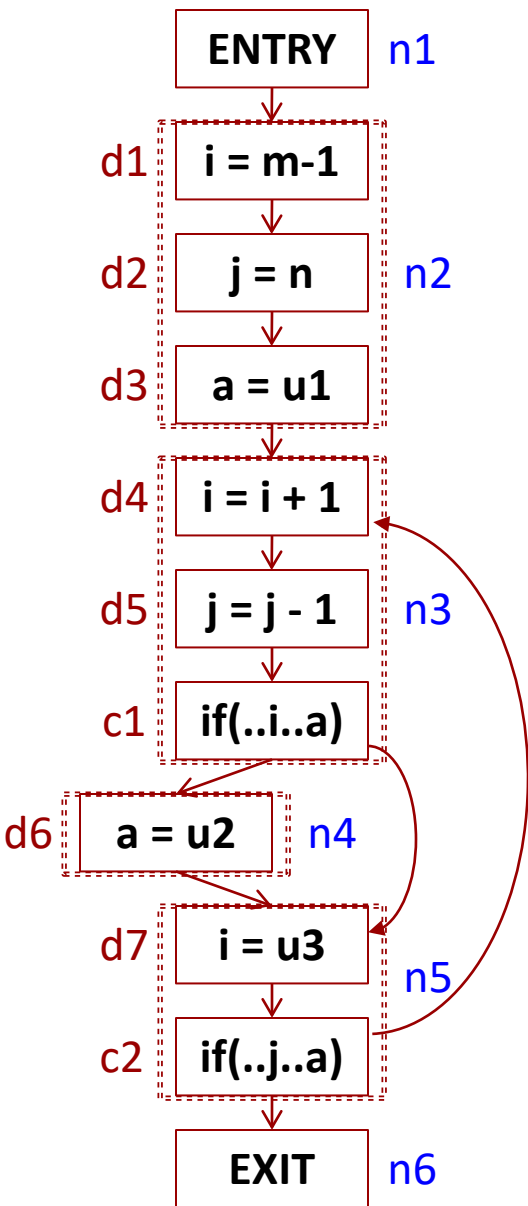 ENTRY n1
d1 i = m-1
d2 j = n n2
d3 a = u1
d4 i = i + 1
d5 j = j - 1 n3
c1 if(..i..a)
d6 a = u2 n4
d7 i = u3
n5
c2 if(..j..a)
EXIT n6